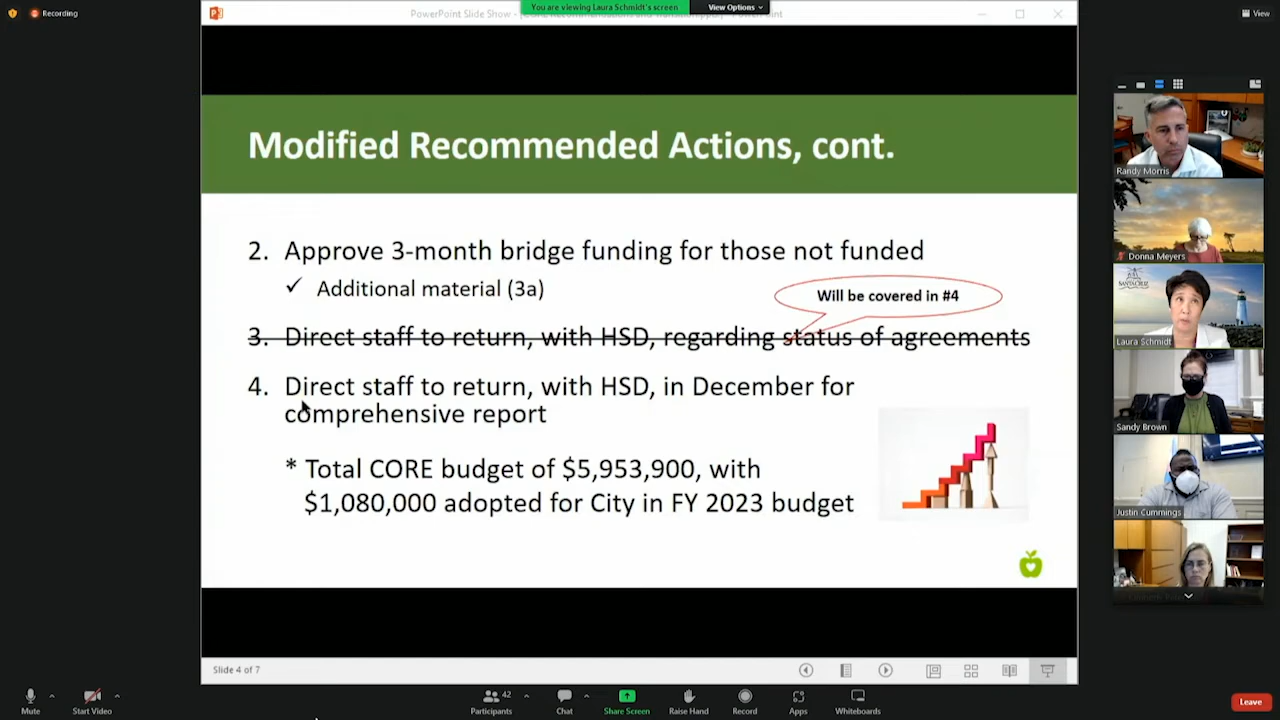 Recording
PowerPoint Slide Show -
You are viewing Laura Schmidt's screen
View Options
View
Modified Recommended Actions, cont.
2. Approve 3-month bridge funding for those not funded
✓ Additional material (3a)
Will be covered in #4
3. Direct staff to return, with HSD, regarding status of agreements
4. Direct staff to return, with HSD, in December for
comprehensive report
* Total CORE budget of $5,953,900, with
$1,080,000 adopted for City in FY 2023 budget
Slide 4 of 7
Randy Morris
Donna Meyers
SANTA CRUZ
Laura Schmidt
Sandy Brown
Justin Cummings
Mute
Start Video
Participants
42
Chat
Share Screen
Raise Hand
Record
Apps
Whiteboards
Leave